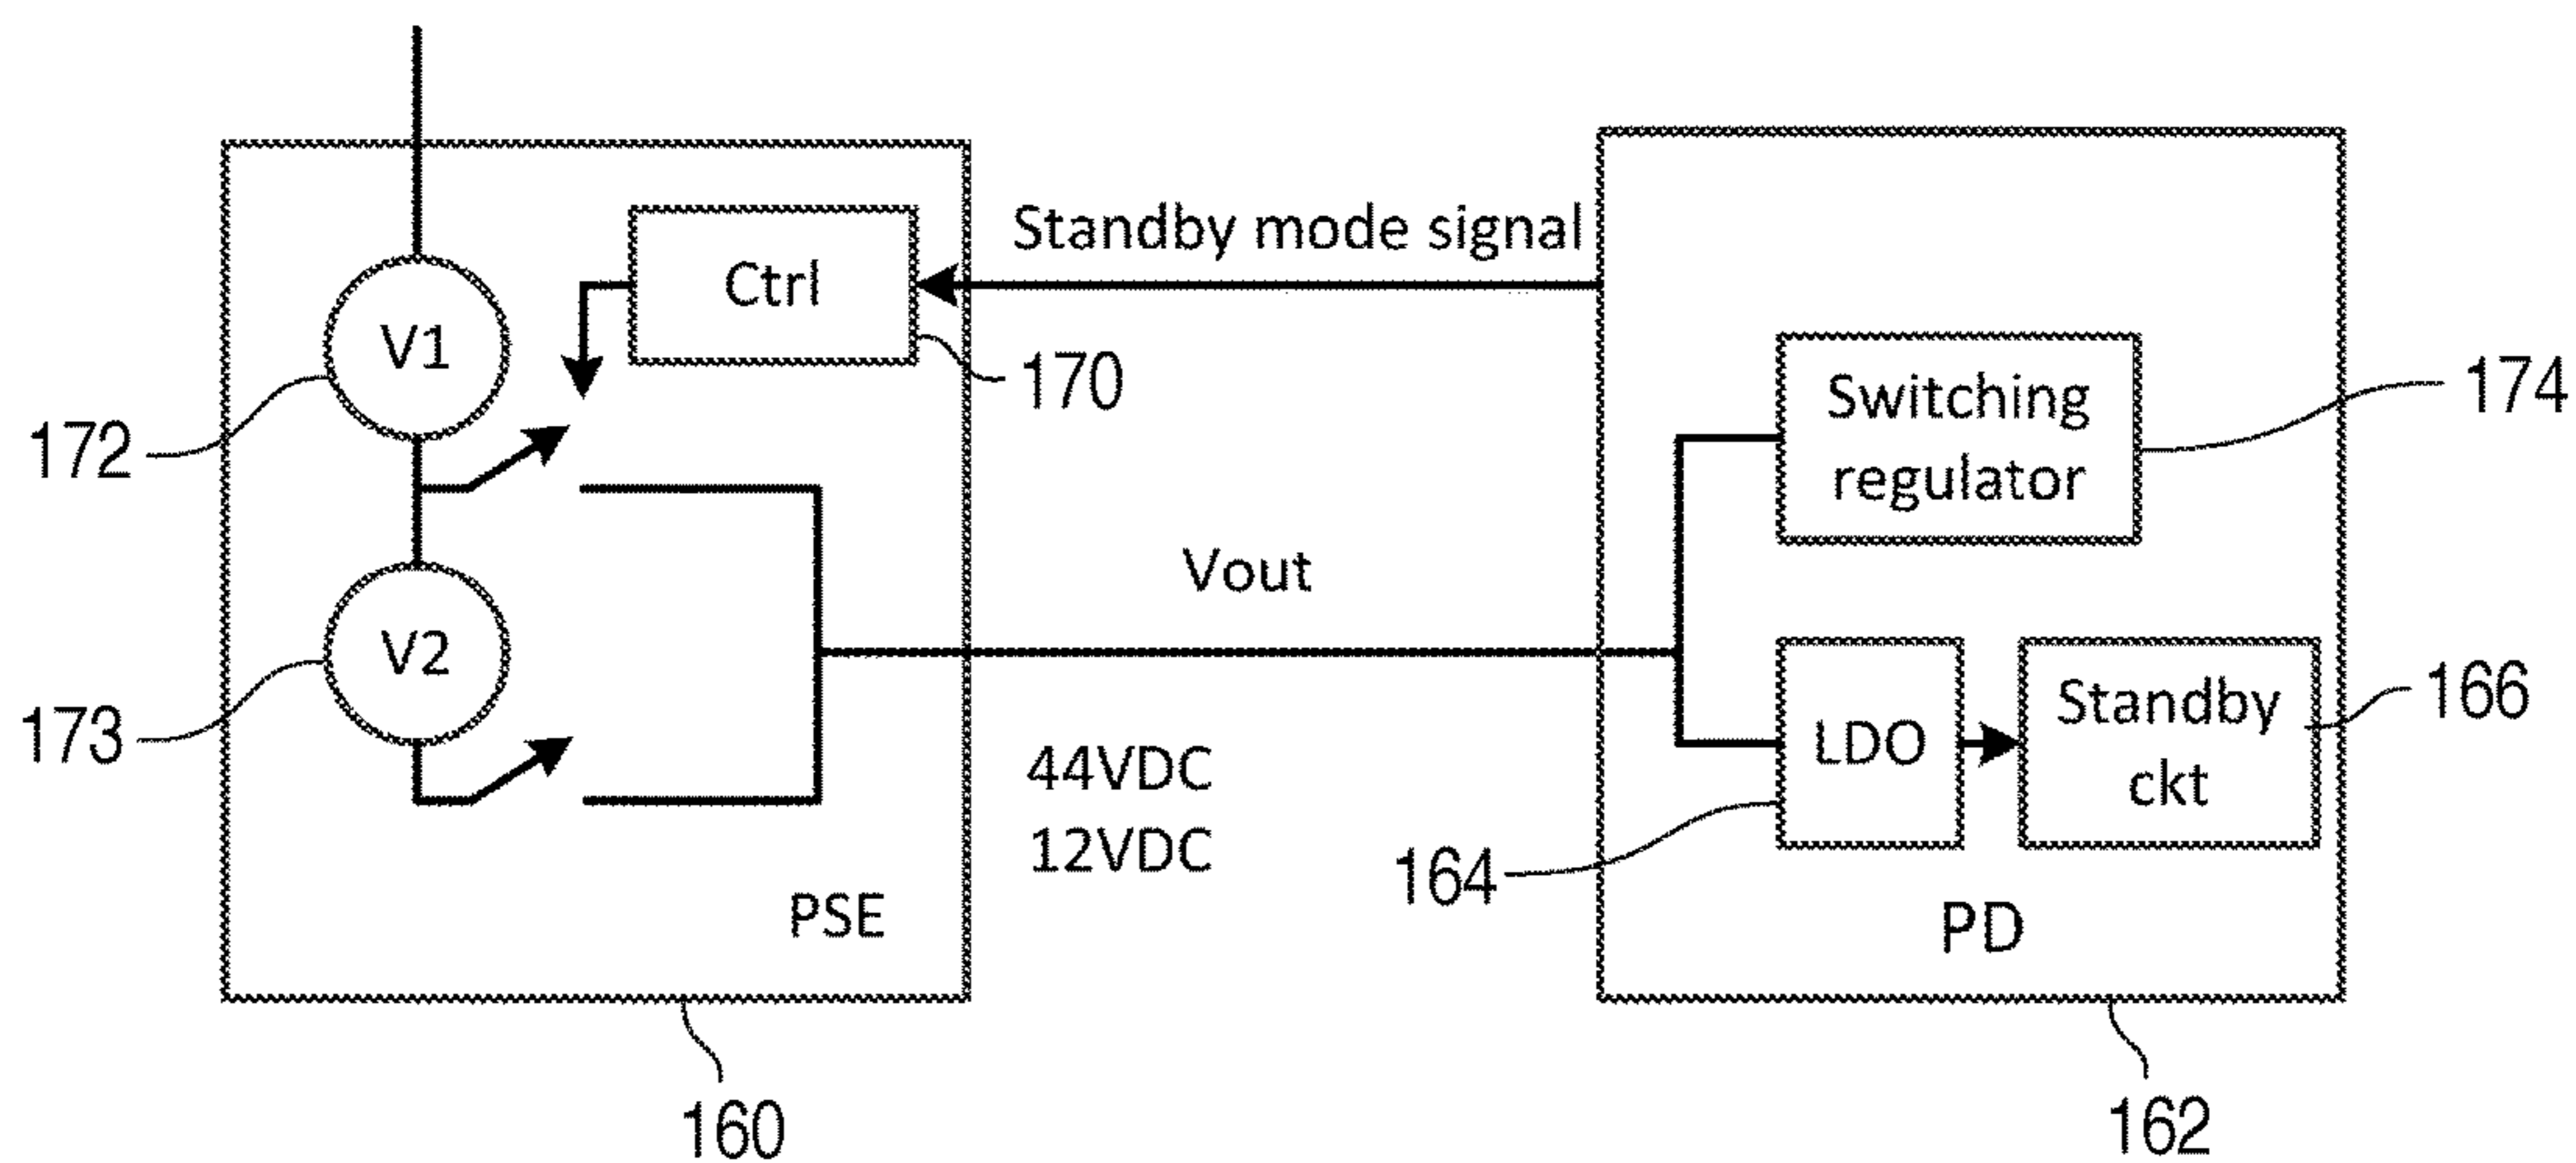 Standby mode signal
Ctrl
V1
170
Switching
regulator
174
172
Vout
V2
173
44VDC
12VDC
LDO
Standby
ckt
166
164
PSE
PD
160
162